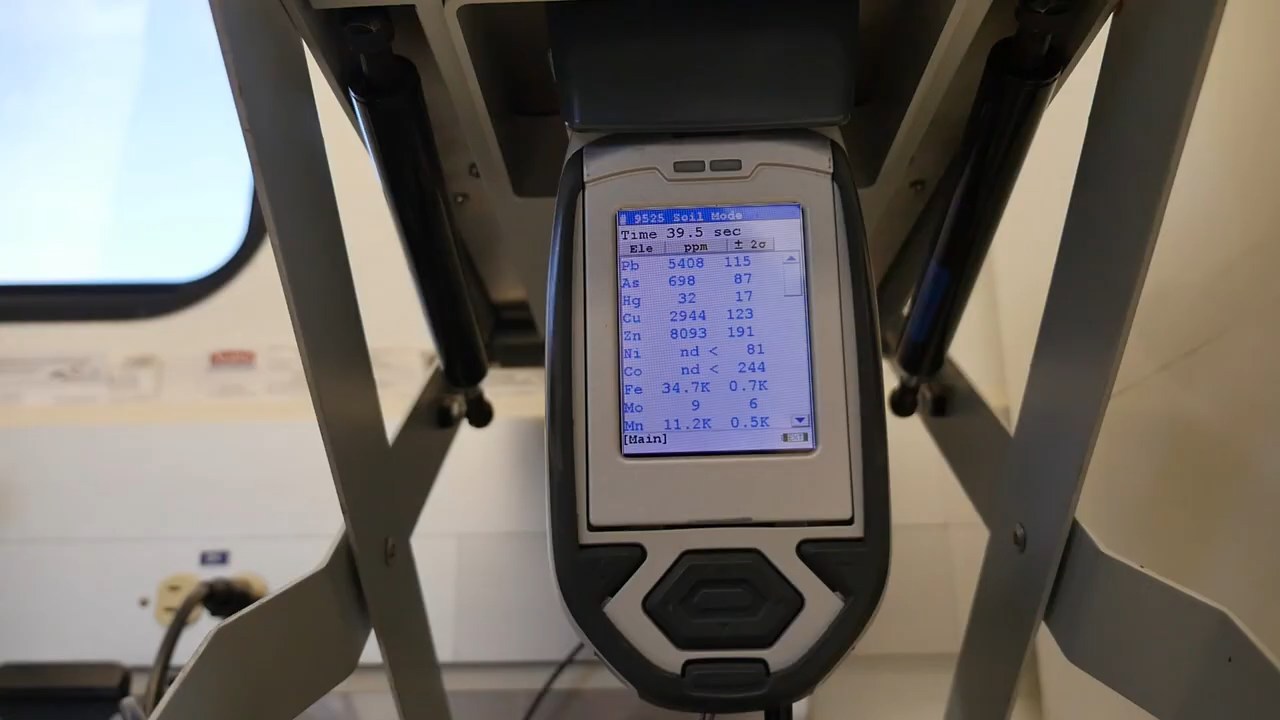 # 9525 Soil Mode
Time 39.5 sec
Ele ppm ± 2σ
Pb 5408 115
As 698 87
Hg 32 17
Cu 2944 123
Zn 8093 191
Ni nd < 81
Co nd < 244
Fe 34.7K 0.7K
Mo 9 6
Mn 11.2K 0.5K
[Main]